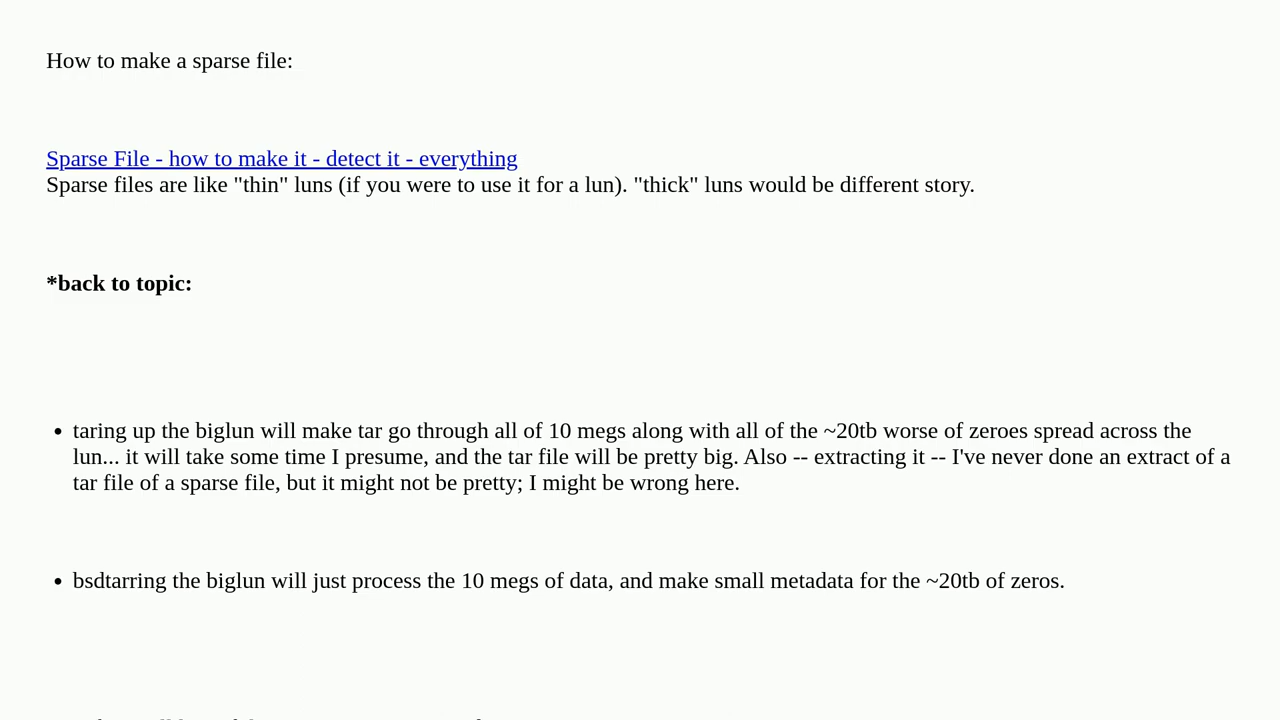 How to make a sparse file:
Sparse File - how to make it - detect it - everything
Sparse files are like "thin" luns (if you were to use it for a lun). "thick" luns would be different story.
*back to topic:
• taring up the biglun will make tar go through all of 10 megs along with all of the ~20tb worse of zeroes spread across the
lun... it will take some time I presume, and the tar file will be pretty big. Also -- extracting it -- I've never done an extract of a
tar file of a sparse file, but it might not be pretty; I might be wrong here.
• bsdtarring the biglun will just process the 10 megs of data, and make small metadata for the ~20tb of zeros.